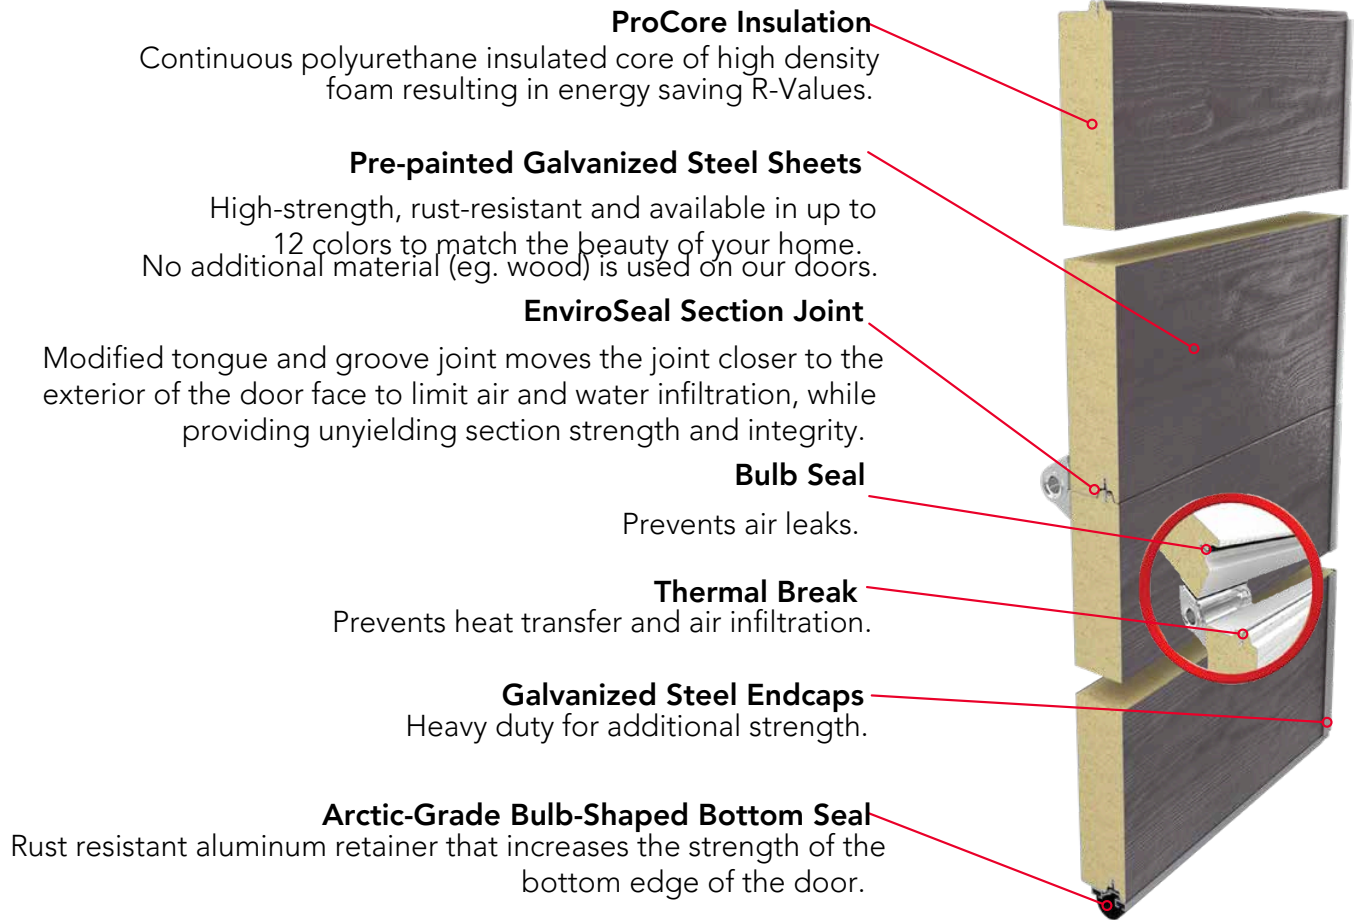 ProCore Insulation
Continuous polyurethane insulated core of high density
foam resulting in energy saving R-Values.
Pre-painted Galvanized Steel Sheets
High-strength, rust-resistant and available in up to
12 colors to match the beauty of your home.
No additional material (eg. wood) is used on our doors.
EnviroSeal Section Joint
Modified tongue and groove joint moves the joint closer to the
exterior of the door face to limit air and water infiltration, while
providing unyielding section strength and integrity.
Bulb Seal
Prevents air leaks.
Thermal Break
Prevents heat transfer and air infiltration.
Galvanized Steel Endcaps
Heavy duty for additional strength.
Arctic-Grade Bulb-Shaped Bottom Seal
Rust resistant aluminum retainer that increases the strength of the
bottom edge of the door.